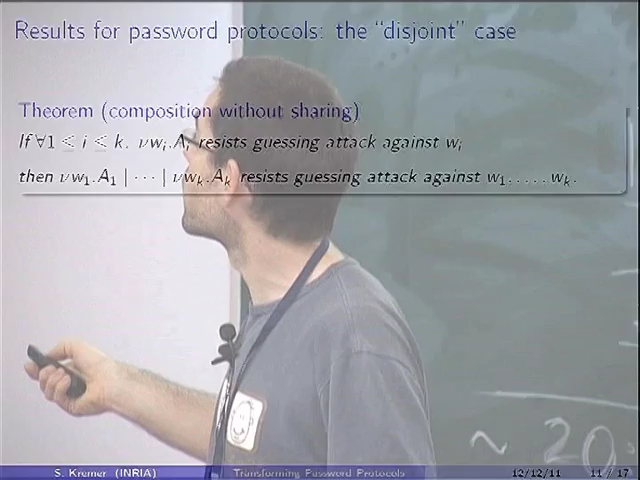 Results for password protocols: the “disjoint” case
Theorem (composition without sharing)
If ∀1 ≤ i ≤ k. νwᵢ.Aᵢ resists guessing attack against wᵢ
then νw₁.A₁ | ··· | νwₖ.Aₖ resists guessing attack against w₁.....wₖ.
~ 20
S. Kremer (INRIA) Transforming Password Protocols 12/12/11 11 / 17